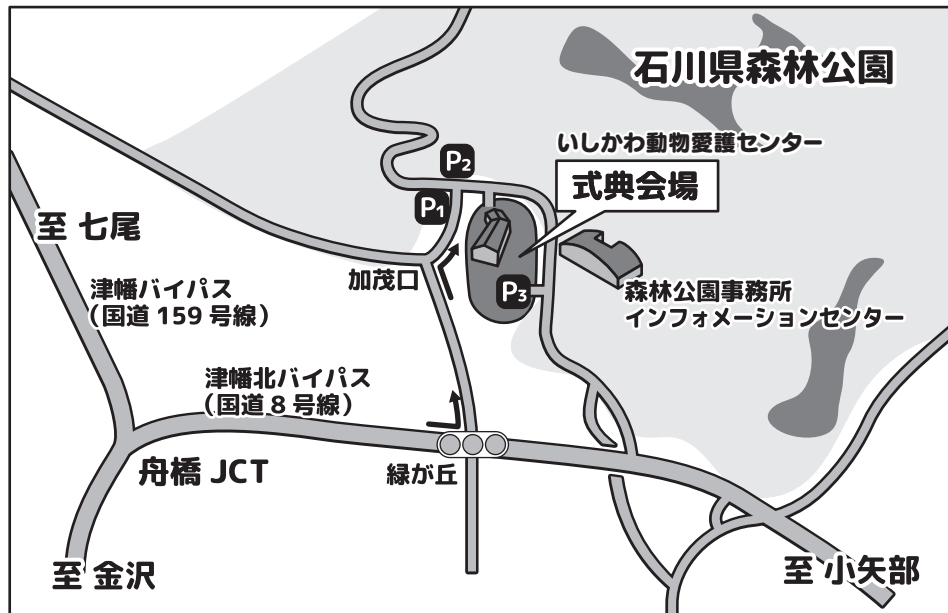 石川県森林公園
いしかわ動物愛護センター
式典会場
P2
P1
P3
至 七尾
加茂口
津幡バイパス
（国道 159 号線）
森林公園事務所
インフォメーションセンター
津幡北バイパス
（国道 8 号線）
舟橋 JCT
緑が丘
至 金沢
至 小矢部